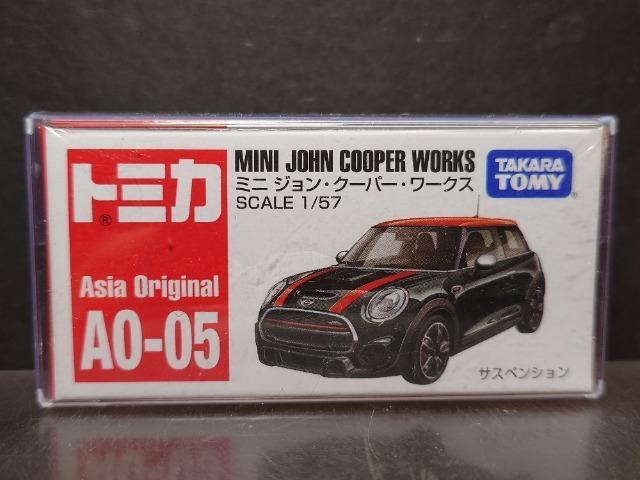 トミカ
®
Asia Original
AO-05
MINI JOHN COOPER WORKS
ミニ ジョン・クーパー・ワークス
SCALE 1/57
TAKARA
TOMY
サスペンション